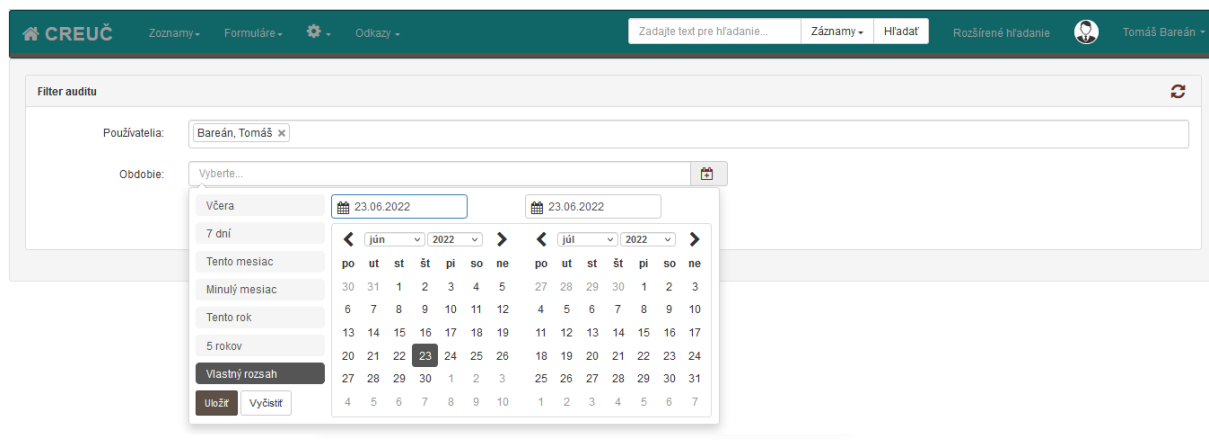 CREUČ Zoznamy Formuláre Odkazy Zadajte text pre hľadanie... Záznamy Hľadať Rozšírené hľadanie Tomáš Bareán
Filter auditu
Používatelia: Bareán, Tomáš ×
Obdobie: Vyberte...
Včera 23.06.2022 23.06.2022
7 dní jún 2022 júl 2022
Tento mesiac po ut st št pi so ne po ut st št pi so ne
Minulý mesiac 30 31 1 2 3 4 5 27 28 29 30 1 2 3
Tento rok 6 7 8 9 10 11 12 4 5 6 7 8 9 10
13 14 15 16 17 18 19 11 12 13 14 15 16 17
5 rokov 20 21 22 23 24 25 26 18 19 20 21 22 23 24
Vlastný rozsah 27 28 29 30 1 2 3 25 26 27 28 29 30 31
Uložiť Vyčistiť 4 5 6 7 8 9 10 1 2 3 4 5 6 7